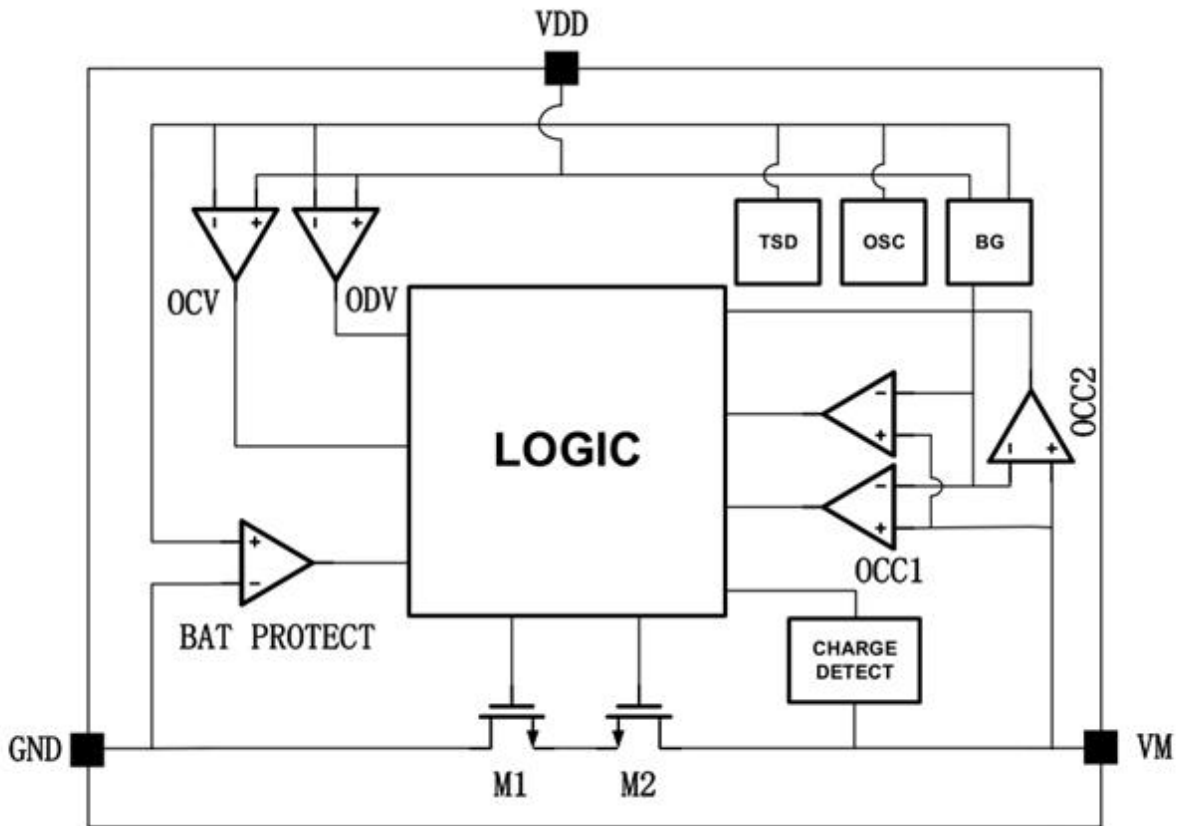 VDD
- + - +
TSD OSC BG
OCV ODV
LOGIC
-
+
OCC2
- +
-
+
OCC1
+
-
BAT PROTECT
CHARGE
DETECT
GND VM
M1 M2